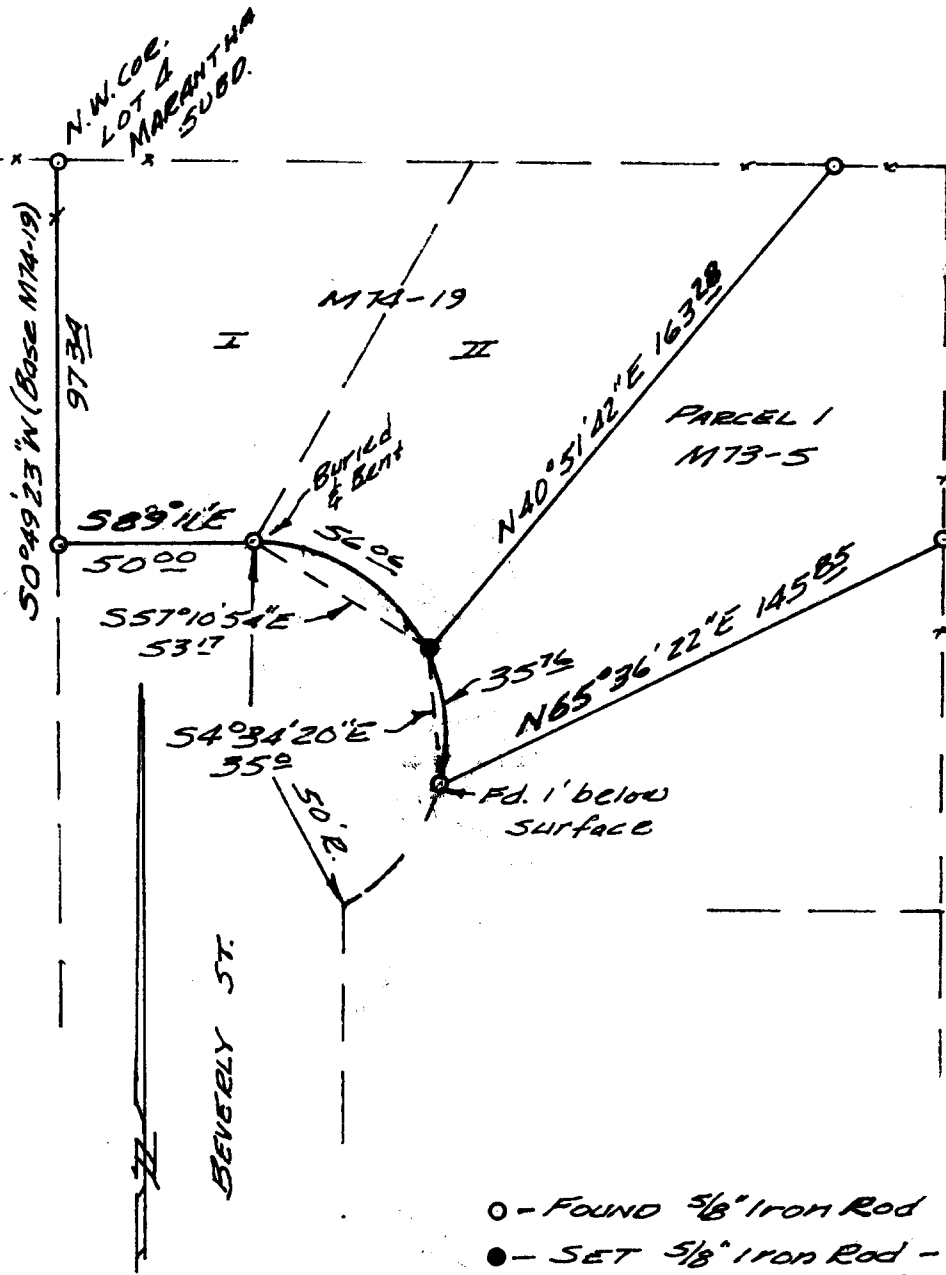 N.W. COR.
LOT 4
MARANTHA
SUBD.
S0°49'23"W (Base M74-19)
97 34
I
M74-19
II
N40°51'42"E 163 28
PARCEL 1
M73-5
Buried
& Bent
S89°11'E
50 00
56 06
S57°10'54"E
53 17
35 76
N65°36'22"E 145 85
S4°34'20"E
35 0
50'R.
Fd. 1' below
surface
BEVERLY ST.
O - FOUND 5/8" Iron Rod
● - SET 5/8" Iron Rod -